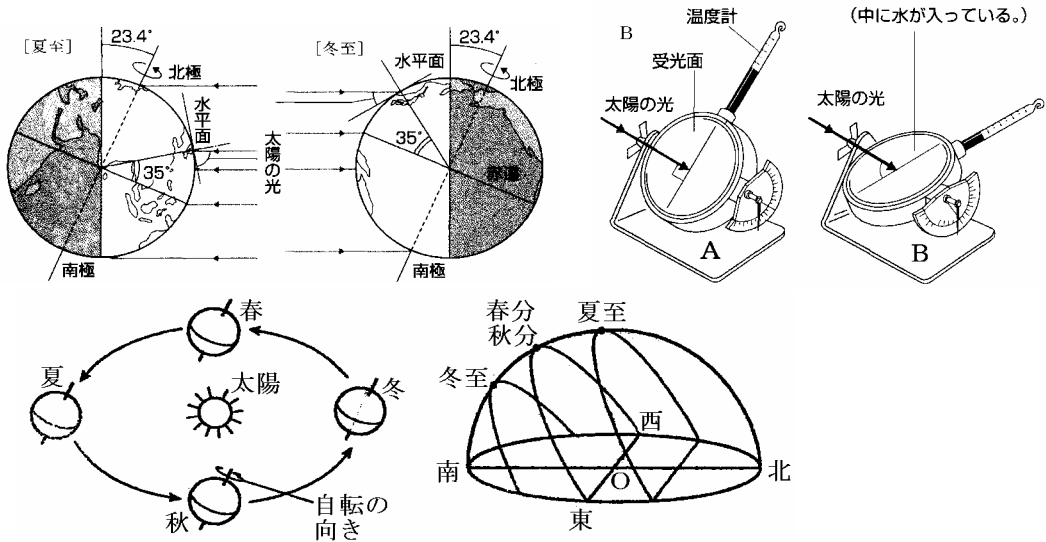 [夏至]
23.4°
北極
水平面
35°
太陽の光
南極
[冬至]
水平面
23.4°
北極
35°
赤道
南極
B
温度計
受光面
太陽の光
A
(中に水が入っている。)
太陽の光
B
春
夏
太陽
冬
秋
自転の
向き
春分
秋分
夏至
冬至
西
南
O
北
東